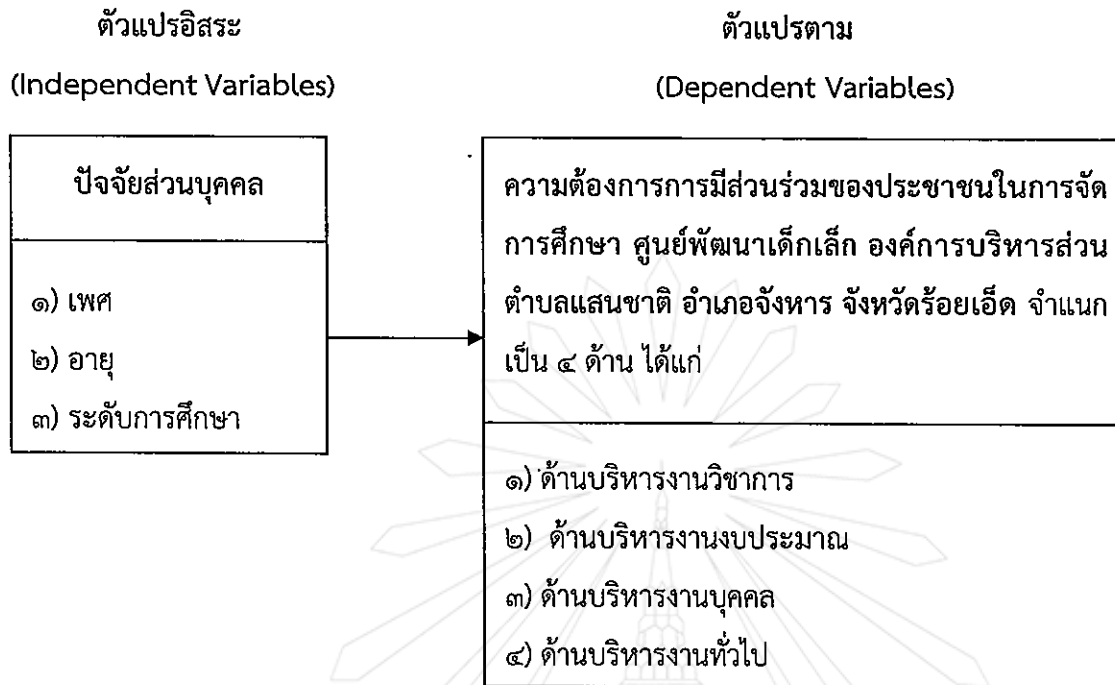 ตัวแปรอิสระ
(Independent Variables)
ปัจจัยส่วนบุคคล
๑) เพศ
๒) อายุ
๓) ระดับการศึกษา
ตัวแปรตาม
(Dependent Variables)
ความต้องการการมีส่วนร่วมของประชาชนในการจัด
การศึกษา ศูนย์พัฒนาเด็กเล็ก องค์การบริหารส่วน
ตำบลแสนชาติ อำเภอจังหาร จังหวัดร้อยเอ็ด จำแนก
เป็น ๔ ด้าน ได้แก่
๑) ด้านบริหารงานวิชาการ
๒) ด้านบริหารงานงบประมาณ
๓) ด้านบริหารงานบุคคล
๔) ด้านบริหารงานทั่วไป